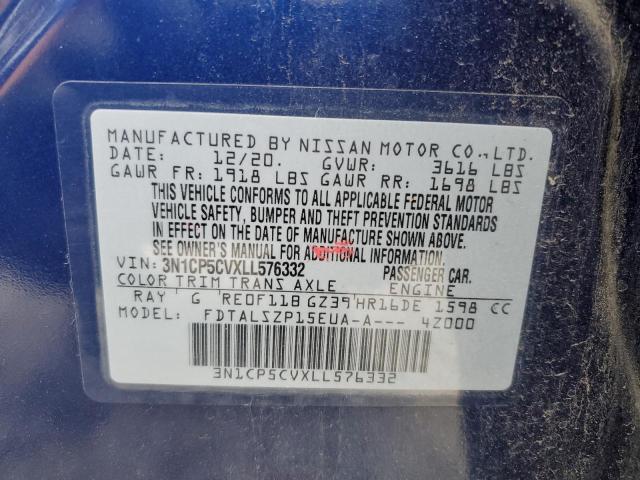 MANUFACTURED BY NISSAN MOTOR CO.,LTD.
DATE: 12/20. GVWR: 3616 LBS
GAWR FR: 1918 LBS GAWR RR: 1698 LBS
THIS VEHICLE CONFORMS TO ALL APPLICABLE FEDERAL MOTOR
VEHICLE SAFETY, BUMPER AND THEFT PREVENTION STANDARDS
IN EFFECT ON THE DATE OF MANUFACTURE SHOWN ABOVE.
SEE OWNER'S MANUAL FOR ADDITIONAL INFORMATION.
VIN: 3N1CP5CVXLL576332 PASSENGER CAR.
COLOR TRIM TRANS AXLE ENGINE
RAY G RE0F11B GZ39 HR16DE 1598 CC
MODEL: FDTALSZP15EUA-A--- 4Z000
3N1CP5CVXLL576332